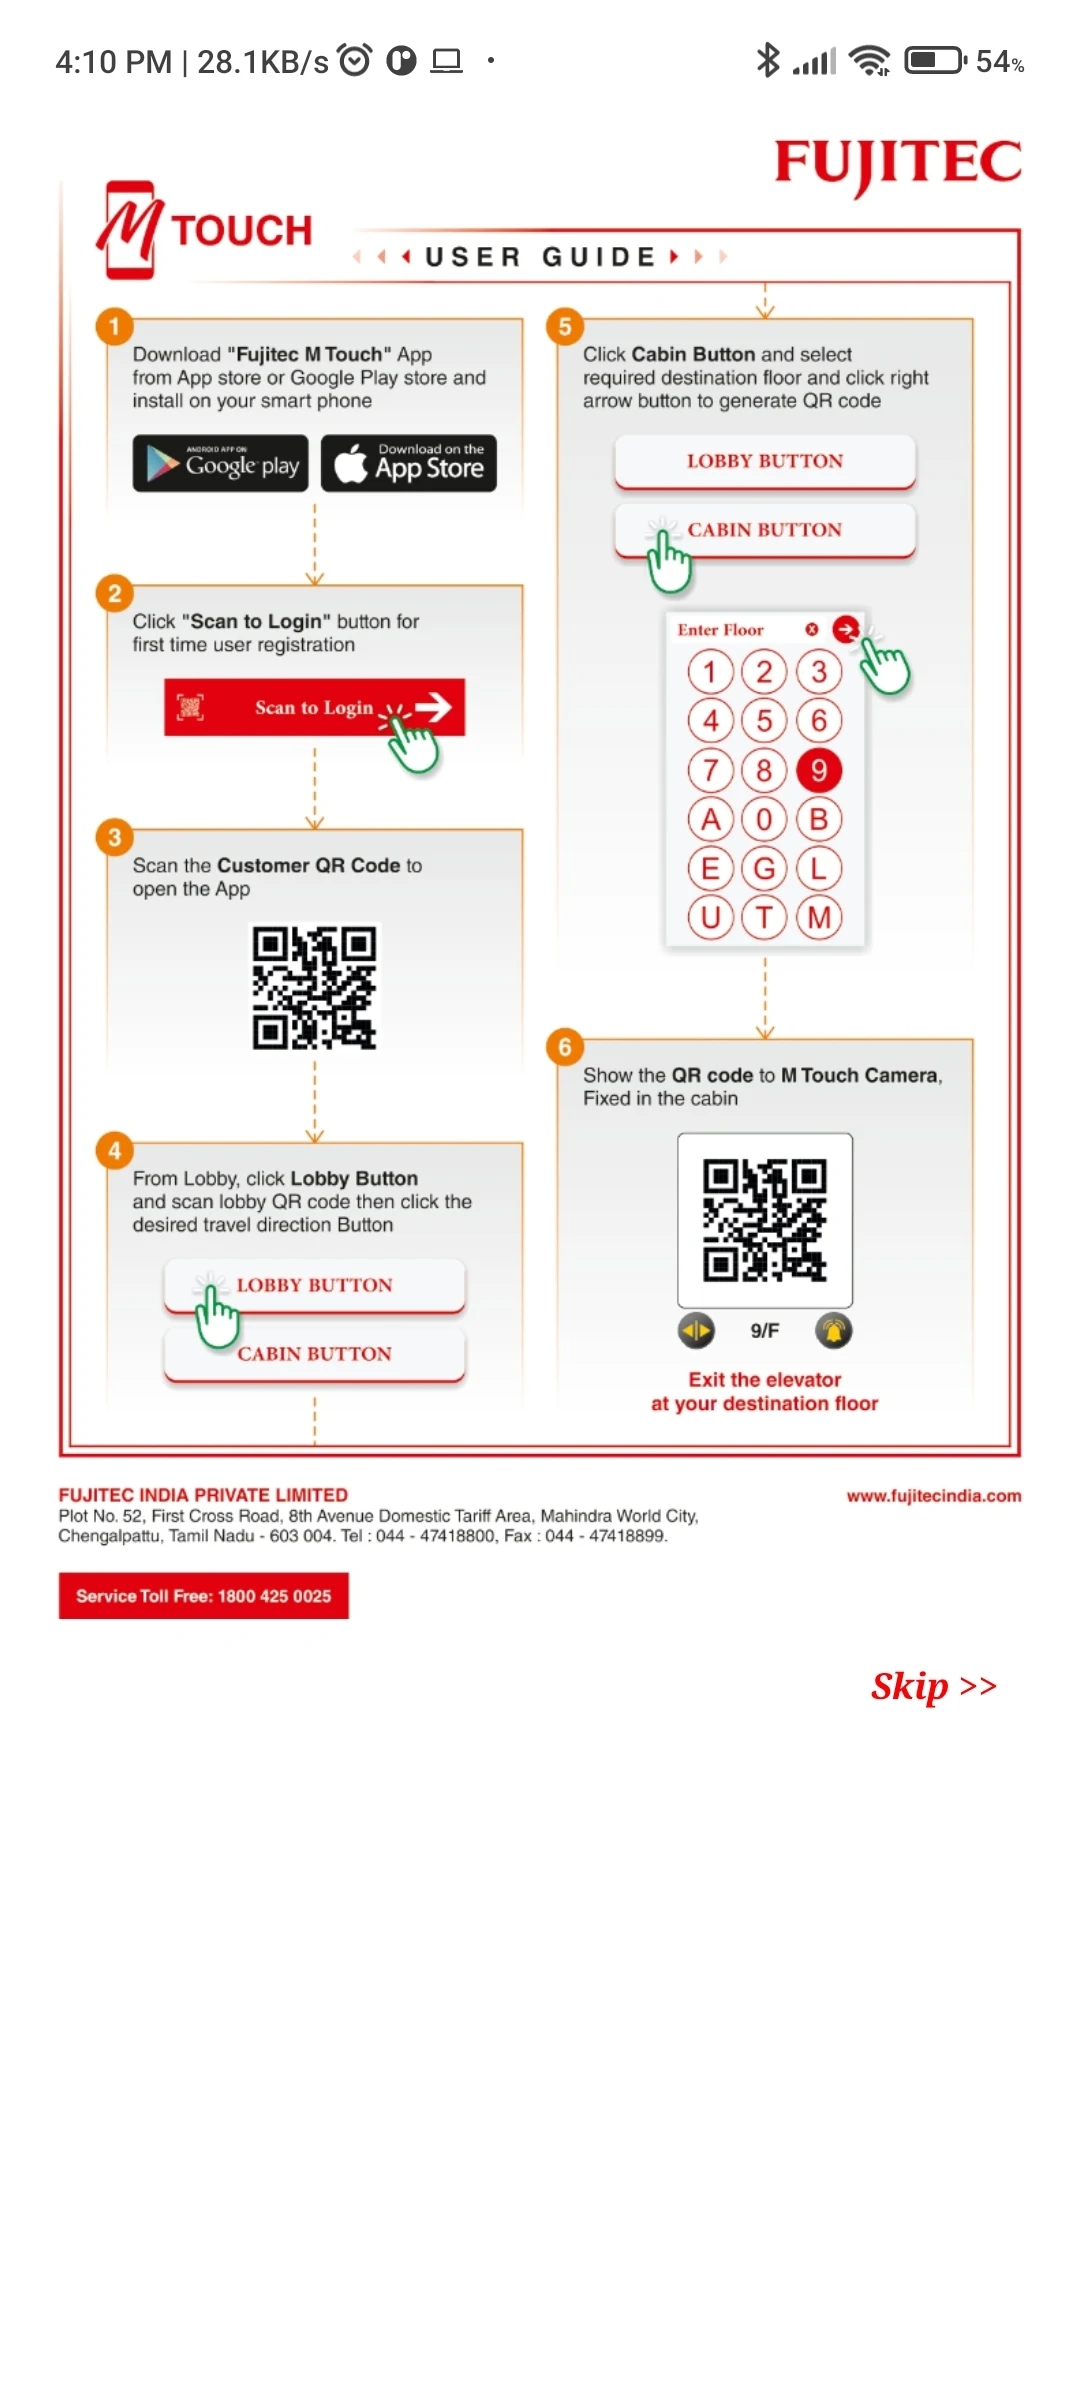 4:10 PM | 28.1KB/s
54%
FUJITEC
M TOUCH
USER GUIDE
1
Download "Fujitec M Touch" App
from App store or Google Play store and
install on your smart phone
ANDROID APP ON
Google play
Download on the
App Store
2
Click "Scan to Login" button for
first time user registration
Scan to Login
3
Scan the Customer QR Code to
open the App
4
From Lobby, click Lobby Button
and scan lobby QR code then click the
desired travel direction Button
LOBBY BUTTON
CABIN BUTTON
5
Click Cabin Button and select
required destination floor and click right
arrow button to generate QR code
LOBBY BUTTON
CABIN BUTTON
Enter Floor
1 2 3
4 5 6
7 8 9
A 0 B
E G L
U T M
6
Show the QR code to M Touch Camera,
Fixed in the cabin
9/F
Exit the elevator
at your destination floor
FUJITEC INDIA PRIVATE LIMITED
www.fujitecindia.com
Plot No. 52, First Cross Road, 8th Avenue Domestic Tariff Area, Mahindra World City,
Chengalpattu, Tamil Nadu - 603 004. Tel : 044 - 47418800, Fax : 044 - 47418899.
Service Toll Free: 1800 425 0025
Skip >>